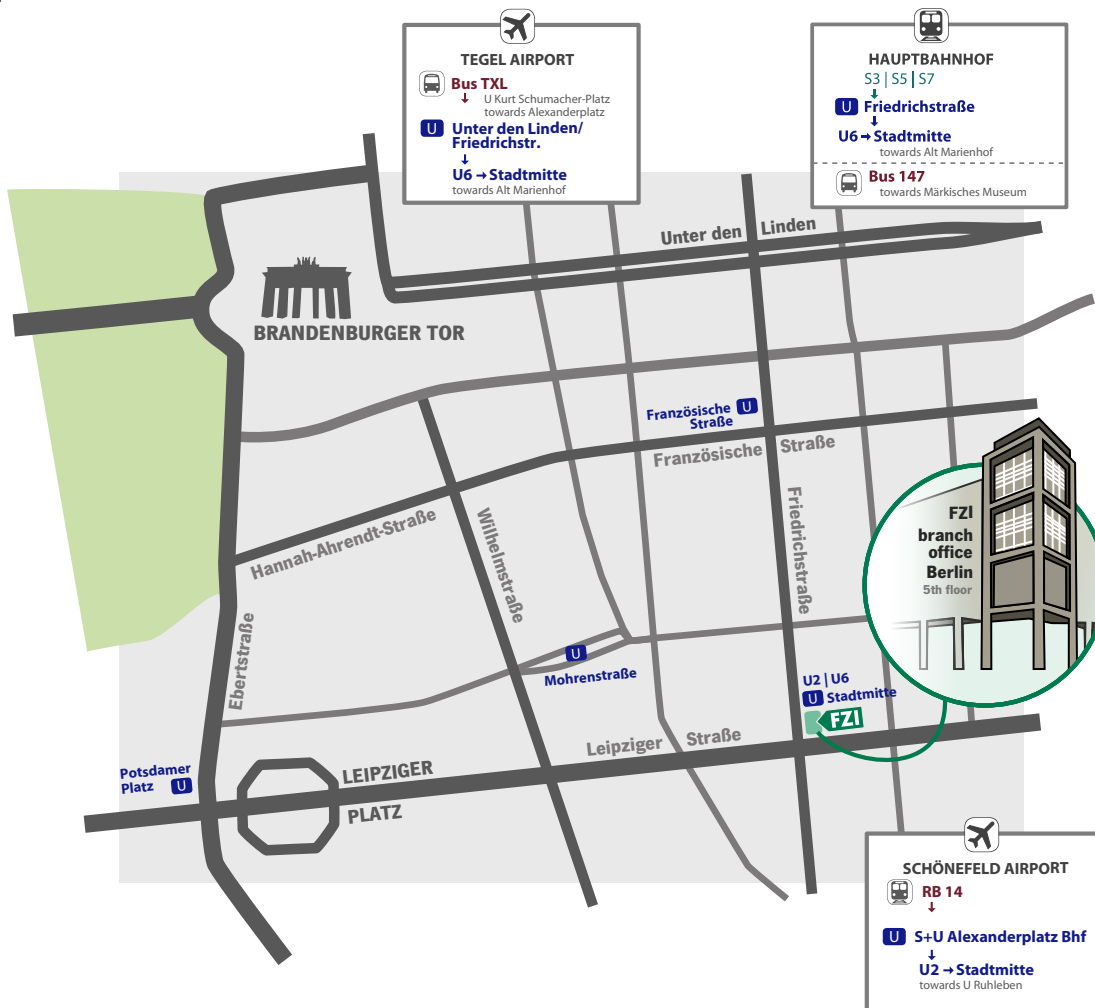 TEGEL AIRPORT
Bus TXL
U Kurt Schumacher-Platz
towards Alexanderplatz
U Unter den Linden/
Friedrichstr.
U6 → Stadtmitte
towards Alt Marienhof
HAUPTBAHNHOF
S3 | S5 | S7
U Friedrichstraße
U6 → Stadtmitte
towards Alt Marienhof
Bus 147
towards Märkisches Museum
Unter den Linden
BRANDENBURGER TOR
Französische U
Straße
Französische Straße
Hannah-Ahrendt-Straße
Wilhelmstraße
Friedrichstraße
FZI
branch
office
Berlin
5th floor
Ebertstraße
U
Mohrenstraße
U2 | U6
U Stadtmitte
FZI
Leipziger Straße
Potsdamer
Platz U
LEIPZIGER
PLATZ
SCHÖNEFELD AIRPORT
RB 14
U S+U Alexanderplatz Bhf
U2 → Stadtmitte
towards U Ruhleben